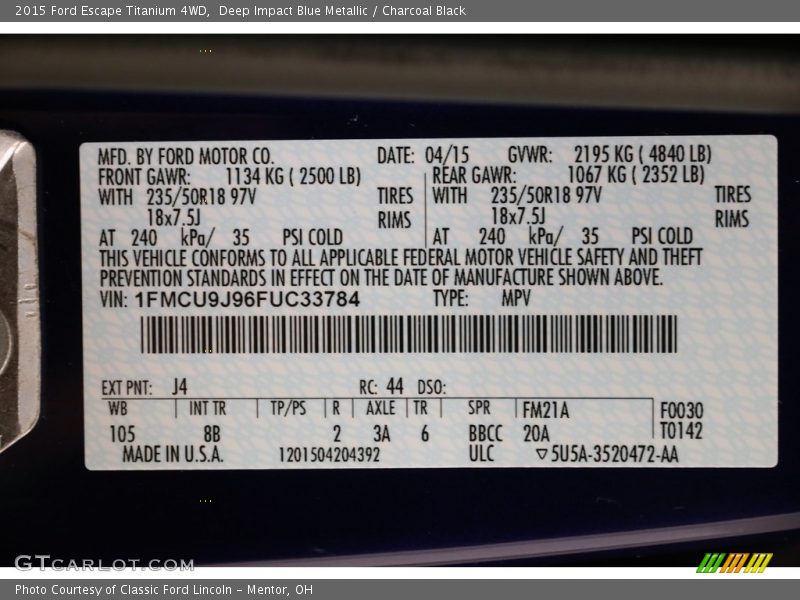 2015 Ford Escape Titanium 4WD,  Deep Impact Blue Metallic / Charcoal Black
MFD. BY FORD MOTOR CO. DATE: 04/15 GVWR: 2195 KG ( 4840 LB)
FRONT GAWR: 1134 KG ( 2500 LB) REAR GAWR: 1067 KG ( 2352 LB)
WITH 235/50R18 97V TIRES WITH 235/50R18 97V TIRES
18x7.5J RIMS 18x7.5J RIMS
AT 240 kPa/ 35 PSI COLD AT 240 kPa/ 35 PSI COLD
THIS VEHICLE CONFORMS TO ALL APPLICABLE FEDERAL MOTOR VEHICLE SAFETY AND THEFT
PREVENTION STANDARDS IN EFFECT ON THE DATE OF MANUFACTURE SHOWN ABOVE.
VIN: 1FMCU9J96FUC33784 TYPE: MPV
EXT PNT: J4 RC: 44 DSO:
WB INT TR TP/PS R AXLE TR SPR FM21A F0030
105 8B 2 3A 6 BBCC 20A T0142
MADE IN U.S.A. 1201504204392 ULC ▽5U5A-3520472-AA
GTCARLOT.COM
Photo Courtesy of Classic Ford Lincoln - Mentor, OH